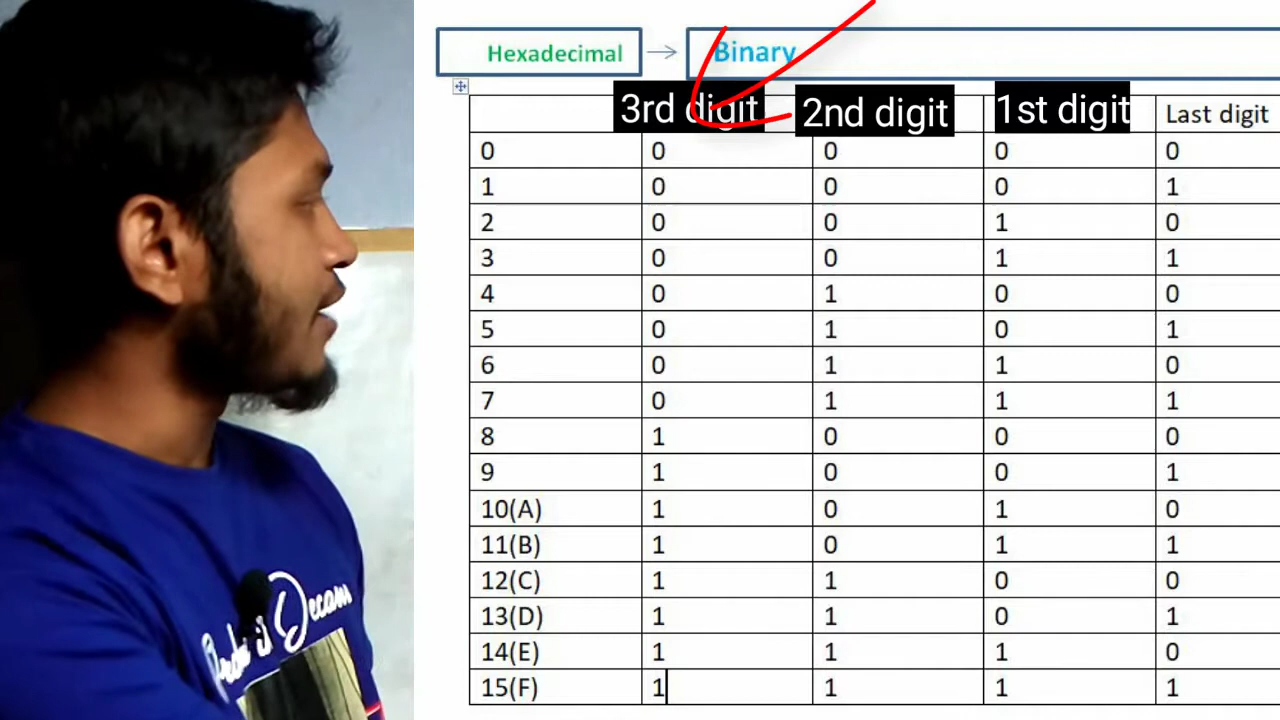 Hexadecimal → Binary
3rd digit 2nd digit 1st digit Last digit
0 0 0 0 0
1 0 0 0 1
2 0 0 1 0
3 0 0 1 1
4 0 1 0 0
5 0 1 0 1
6 0 1 1 0
7 0 1 1 1
8 1 0 0 0
9 1 0 0 1
10(A) 1 0 1 0
11(B) 1 0 1 1
12(C) 1 1 0 0
13(D) 1 1 0 1
14(E) 1 1 1 0
15(F) 1 1 1 1
is Dream